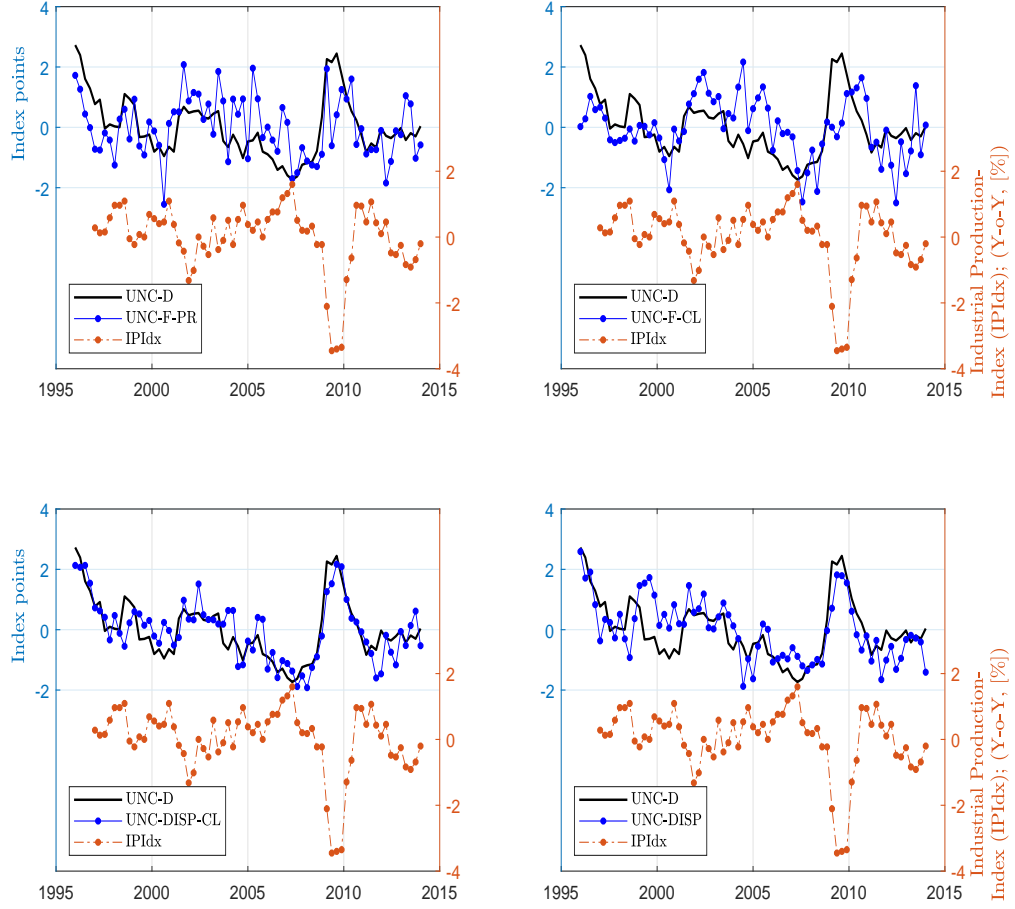 4
2
0
-2
Index points
2
0
-2
-4
UNC-D
UNC-F-PR
IPIdx
1995
2000
2005
2010
2015
4
2
0
-2
2
0
-2
-4
Industrial Production-
Index (IPIdx); (Y-o-Y, [%])
UNC-D
UNC-F-CL
IPIdx
1995
2000
2005
2010
2015
4
2
0
-2
Index points
2
0
-2
-4
UNC-D
UNC-DISP-CL
IPIdx
1995
2000
2005
2010
2015
4
2
0
-2
2
0
-2
-4
Industrial Production-
Index (IPIdx); (Y-o-Y, [%])
UNC-D
UNC-DISP
IPIdx
1995
2000
2005
2010
2015